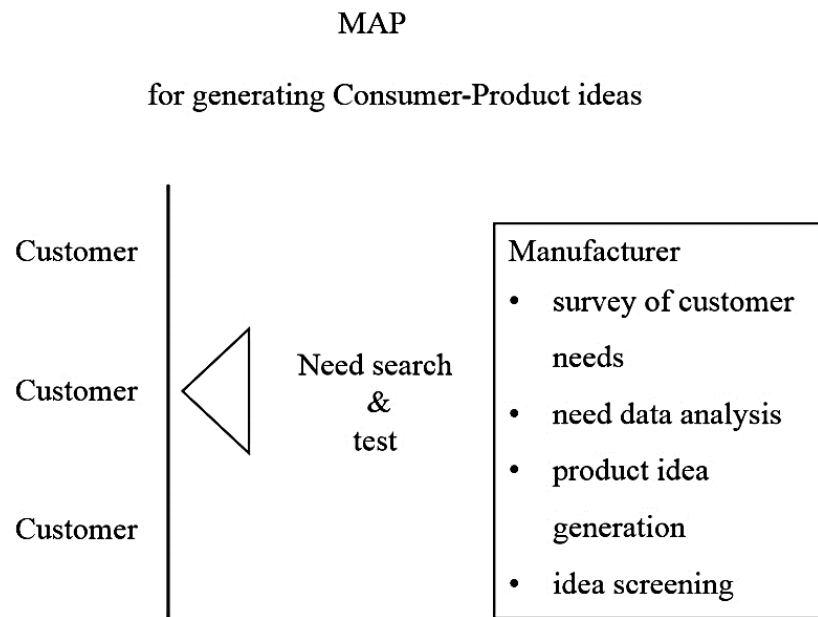 MAP
for generating Consumer-Product ideas
Customer
Customer
Customer
Need search
&
test
Manufacturer
• survey of customer
needs
• need data analysis
• product idea
generation
• idea screening